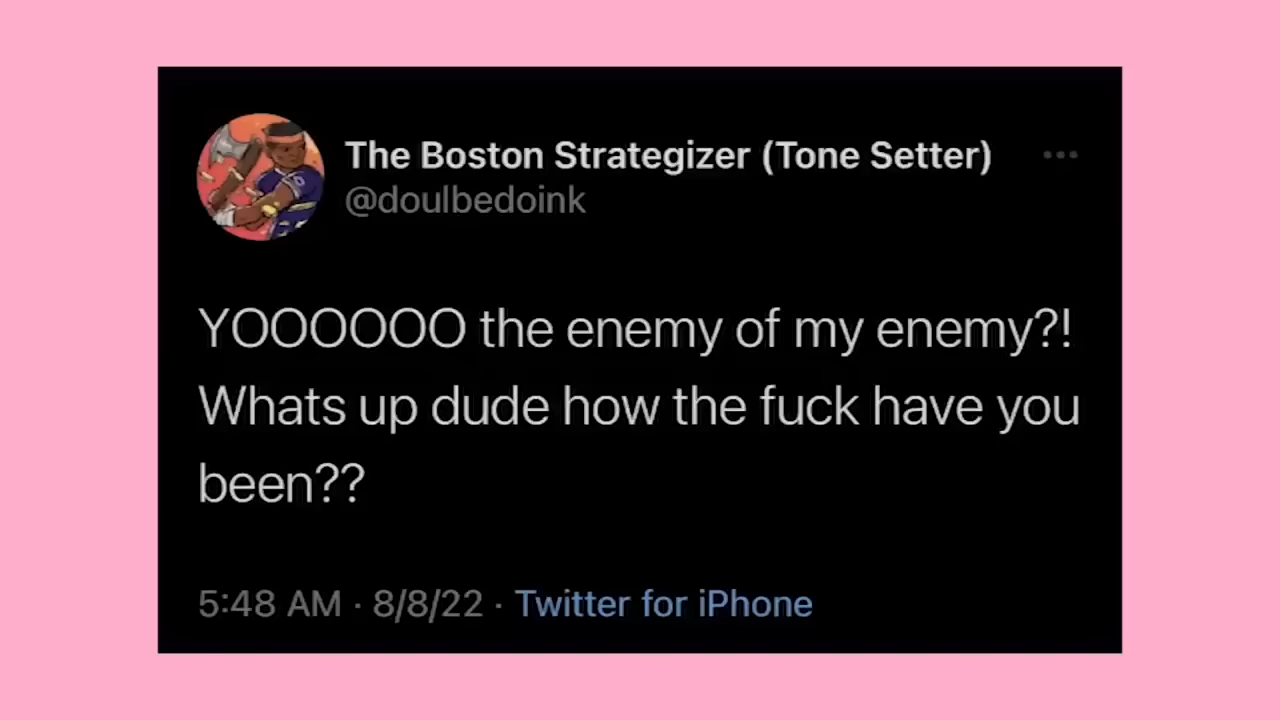 The Boston Strategizer (Tone Setter)
@doulbedoink
YOOOOOO the enemy of my enemy?!
Whats up dude how the fuck have you
been??
5:48 AM · 8/8/22 · Twitter for iPhone